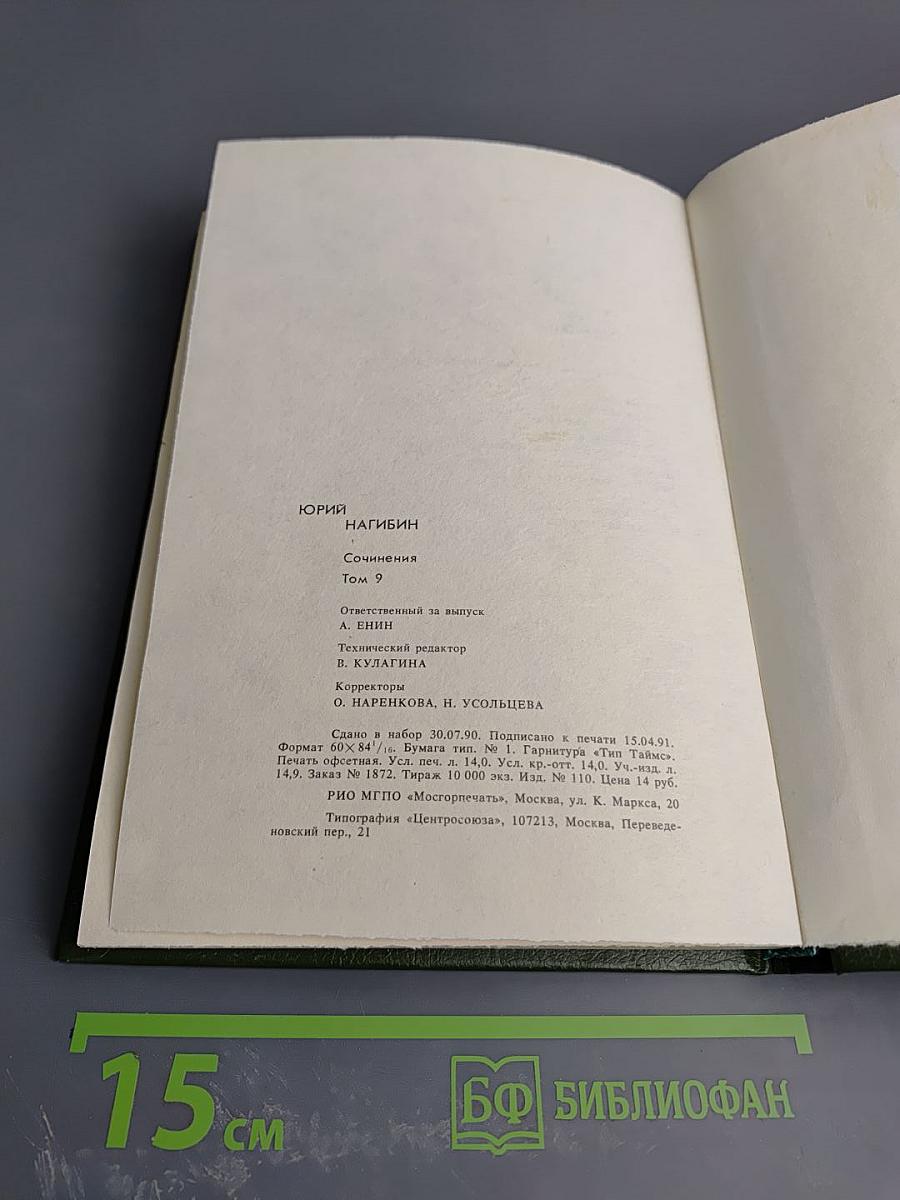 ЮРИЙ
НАГИБИН
Сочинения
Том 9
Ответственный за выпуск
А. ЕНИН
Технический редактор
В. КУЛАГИНА
Корректоры
О. НАРЕНКОВА, Н. УСОЛЬЦЕВА
Сдано в набор 30.07.90. Подписано к печати 15.04.91.
Формат 60×84¹/₁₆. Бумага тип. № 1. Гарнитура «Тип Таймс».
Печать офсетная. Усл. печ. л. 14,0. Усл. кр.-отт. 14,0. Уч.-изд. л.
14,9. Заказ № 1872. Тираж 10 000 экз. Изд. № 110. Цена 14 руб.
РИО МГПО «Мосгорпечать», Москва, ул. К. Маркса, 20
Типография «Центросоюза», 107213, Москва, Переведе-
новский пер., 21
15 см
БФ БИБЛИОФАН